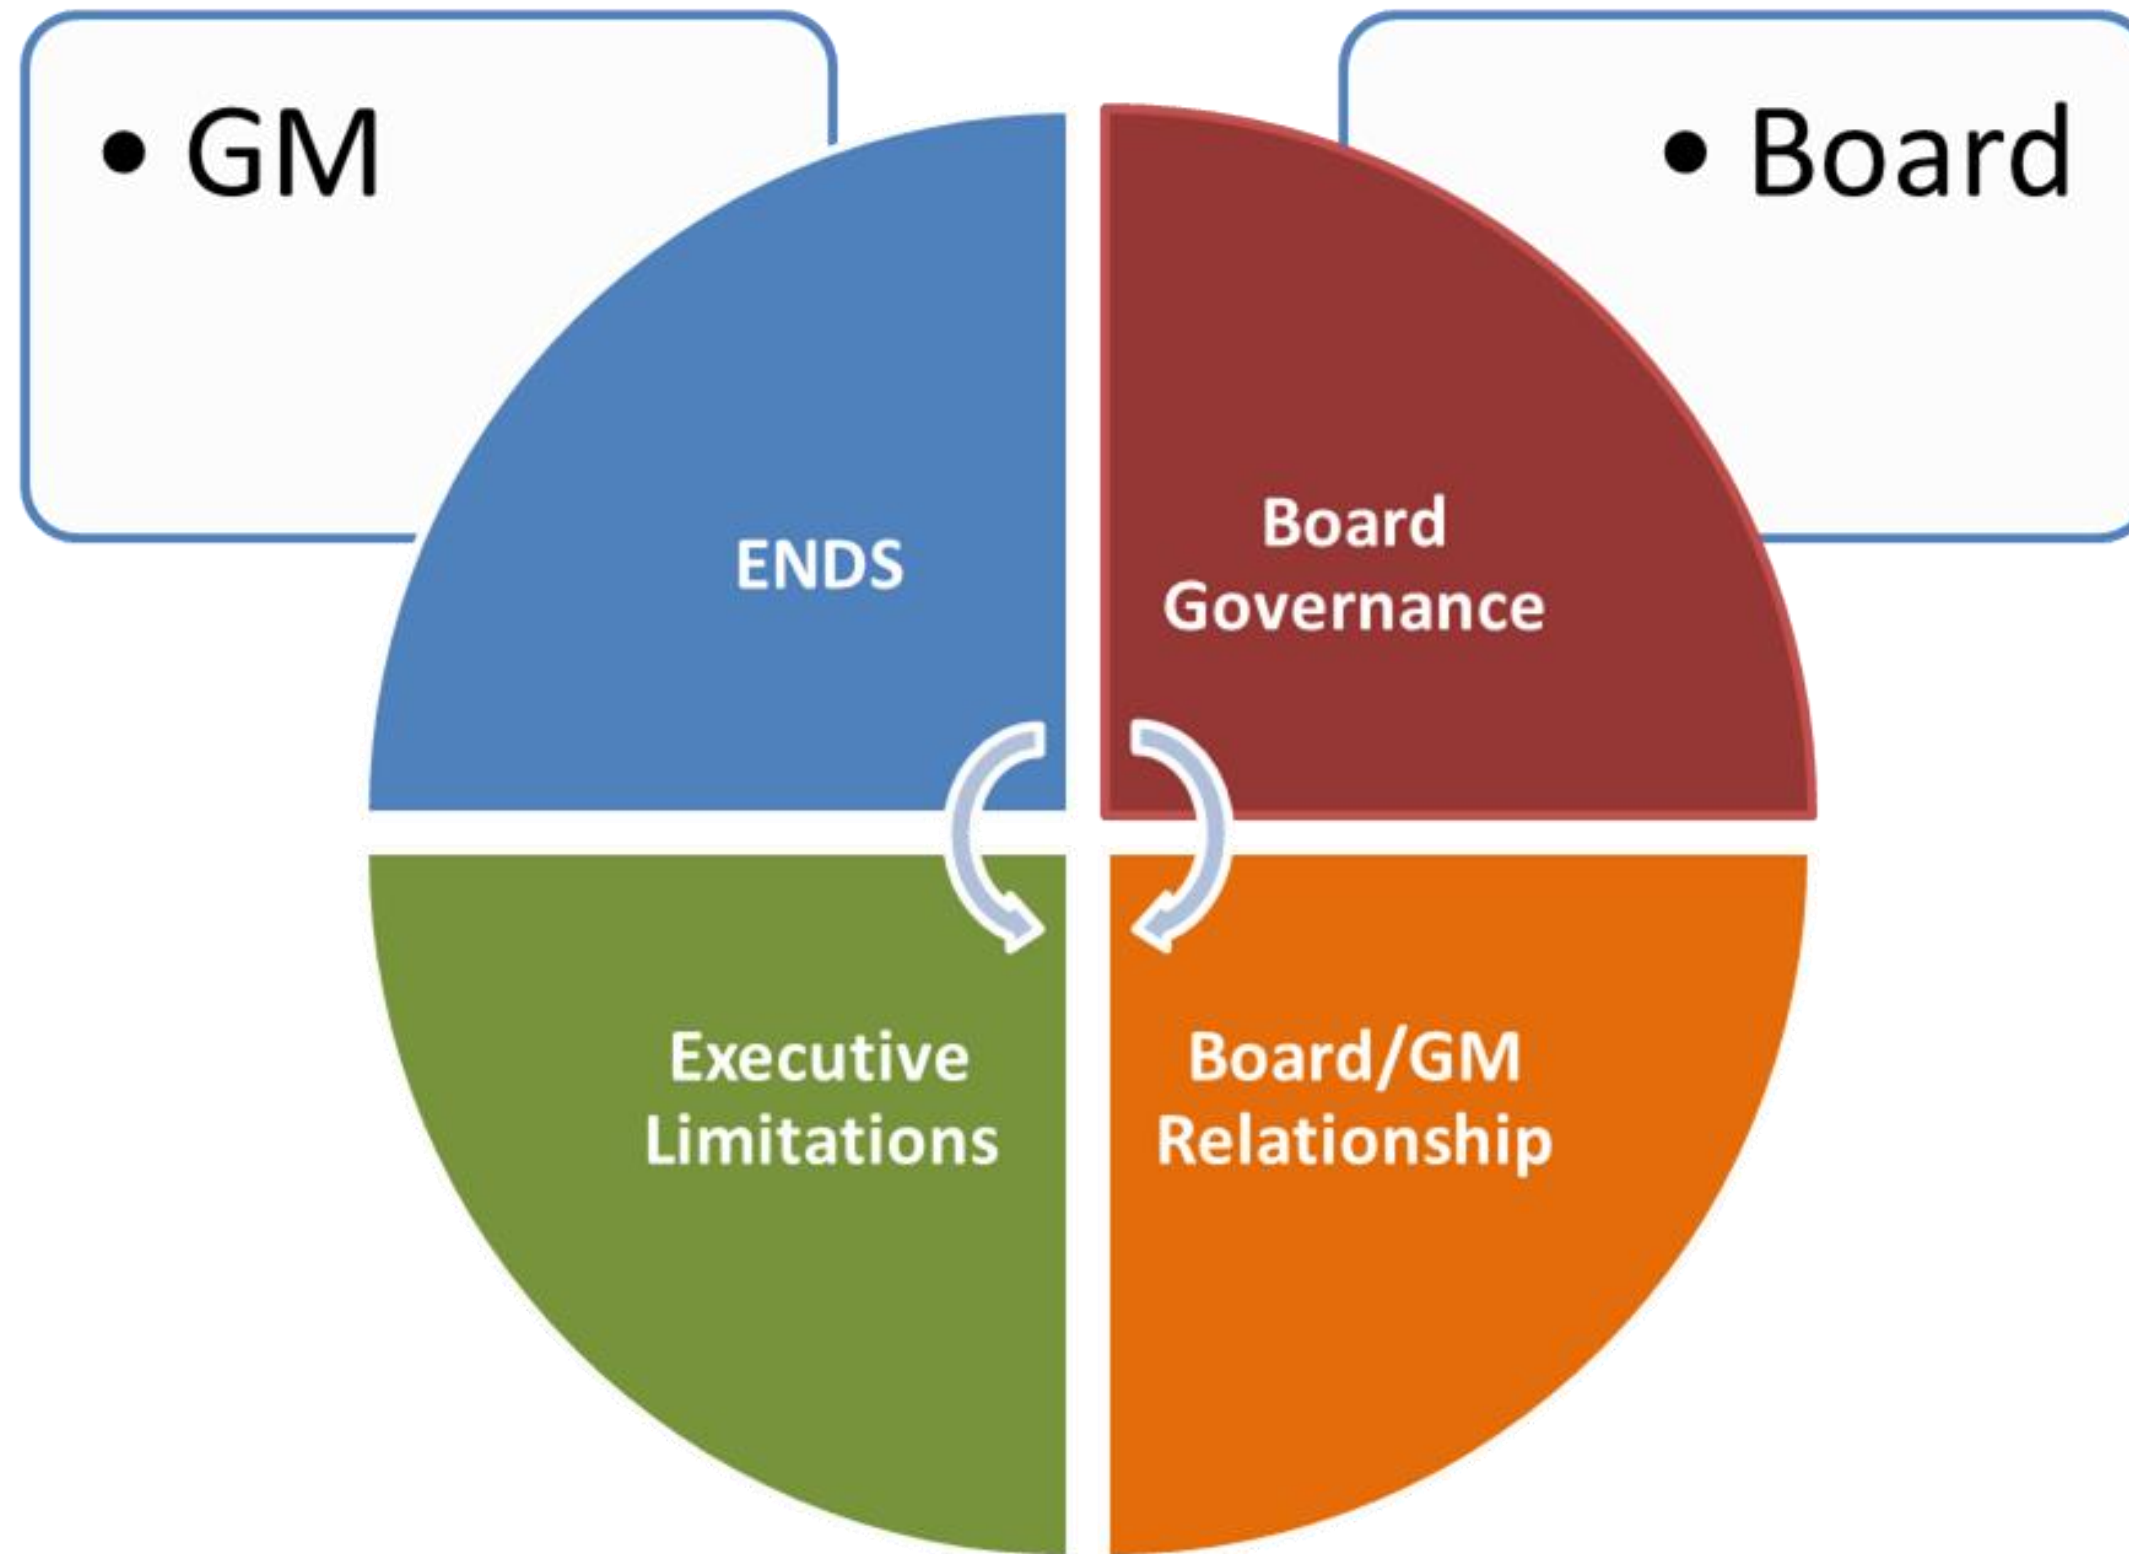 • GM
• Board
ENDS
Board
Governance
Executive
Limitations
Board/GM
Relationship